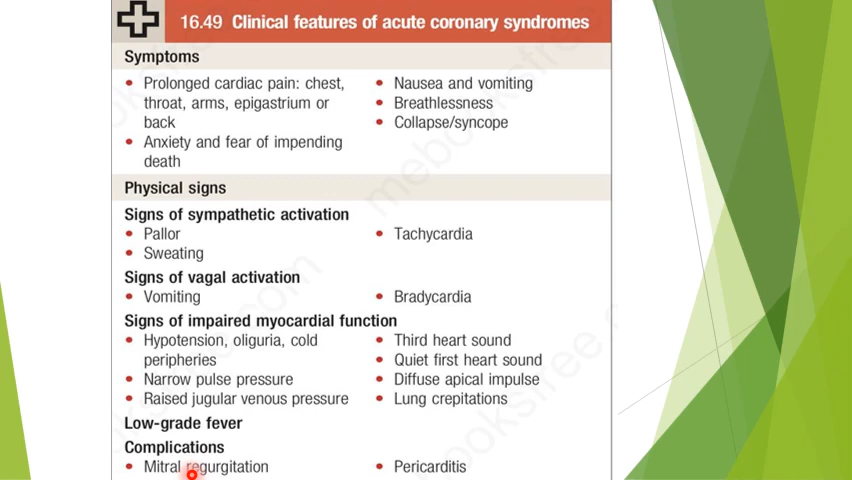 16.49 Clinical features of acute coronary syndromes
Symptoms
• Prolonged cardiac pain: chest,
throat, arms, epigastrium or
back
• Anxiety and fear of impending
death
• Nausea and vomiting
• Breathlessness
• Collapse/syncope
Physical signs
Signs of sympathetic activation
• Pallor
• Sweating
• Tachycardia
Signs of vagal activation
• Vomiting
• Bradycardia
Signs of impaired myocardial function
• Hypotension, oliguria, cold
peripheries
• Narrow pulse pressure
• Raised jugular venous pressure
• Third heart sound
• Quiet first heart sound
• Diffuse apical impulse
• Lung crepitations
Low-grade fever
Complications
• Mitral regurgitation
• Pericarditis